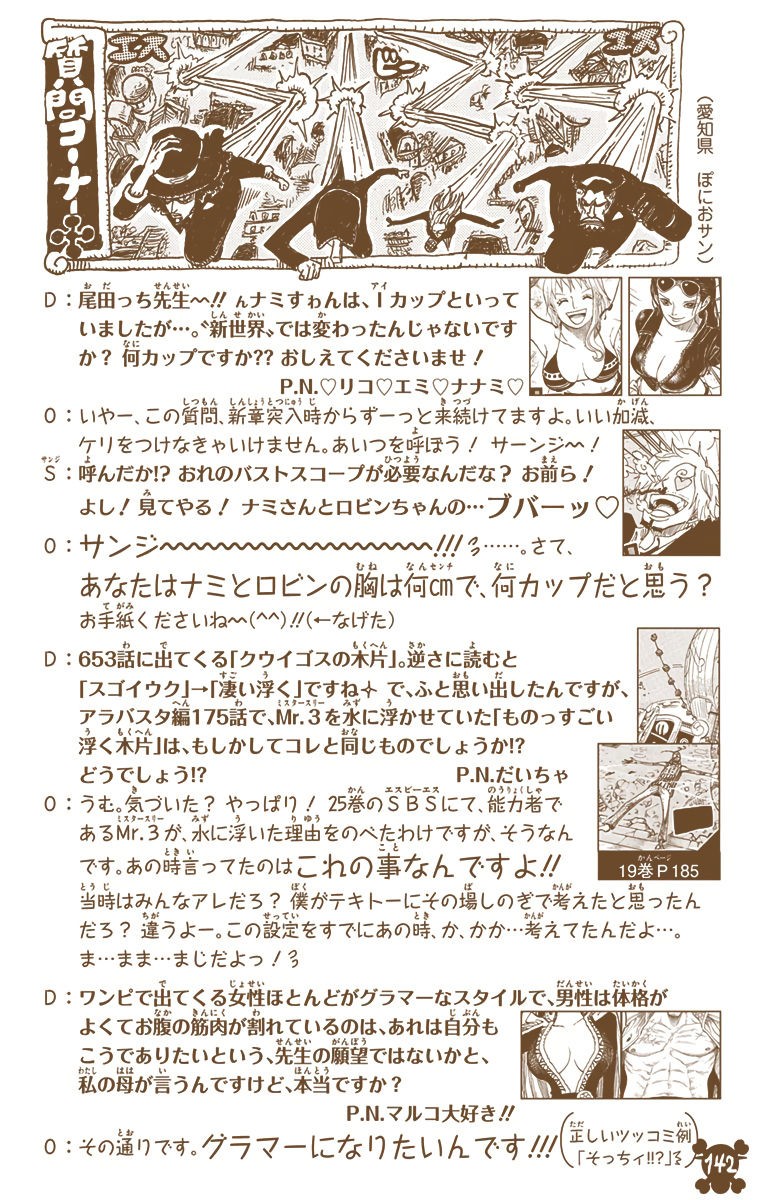 エス
エス
質問コーナー
(愛知県 ぽにおサン)
D:尾田っち先生〜!! んナミすゎんは、Iカップといって
いましたが…。〝新世界〟では変わったんじゃないです
か? 何カップですか?? おしえてくださいませ!
P.N.♡リコ♡エミ♡ナナミ♡
O:いやー、この質問、新章突入時からずーっと来続けてますよ。いい加減、
ケリをつけなきゃいけません。あいつを呼ほう! サーンジ〜!
S:呼んだか!? おれのバストスコープが必要なんだな? お前ら!
よし! 見てやる! ナミさんとロビンちゃんの…ブバーッ♡
O:サンジ〜〜〜〜〜〜〜〜〜〜〜〜!!! ……。さて、
あなたはナミとロビンの胸は何cmで、何カップだと思う?
お手紙くださいね〜(^^)!!(←なげた)
D:653話に出てくる「クウイゴスの木片」。逆さに読むと
「スゴイウク」→「凄い浮く」ですね✧ で、ふと思い出したんですが、
アラバスタ編175話で、Mr.3を水に浮かせていた「ものっすごい
浮く木片」は、もしかしてコレと同じものでしょうか!?
どうでしょう!? P.N.だいちゃ
O:うむ。気づいた? やっぱり! 25巻のSBSにて、能力者で
あるMr.3が、水に浮いた理由をのべたわけですが、そうなん
です。あの時言ってたのはこれの事なんですよ!!
19巻P185
当時はみんなアレだろ? 僕がテキトーにその場しのぎで考えたと思ったん
だろ? 違うよー。この設定をすでにあの時、か、かか…考えてたんだよ…。
ま…まま…まじだよっ!
D:ワンピで出てくる女性ほとんどがグラマーなスタイルで、男性は体格が
よくてお腹の筋肉が割れているのは、あれは自分も
こうでありたいという、先生の願望ではないかと、
私の母が言うんですけど、本当ですか?
P.N.マルコ大好き!!
O:その通りです。グラマーになりたいんです!!!
(正しいツッコミ例
「そっちィ!!?」)
142